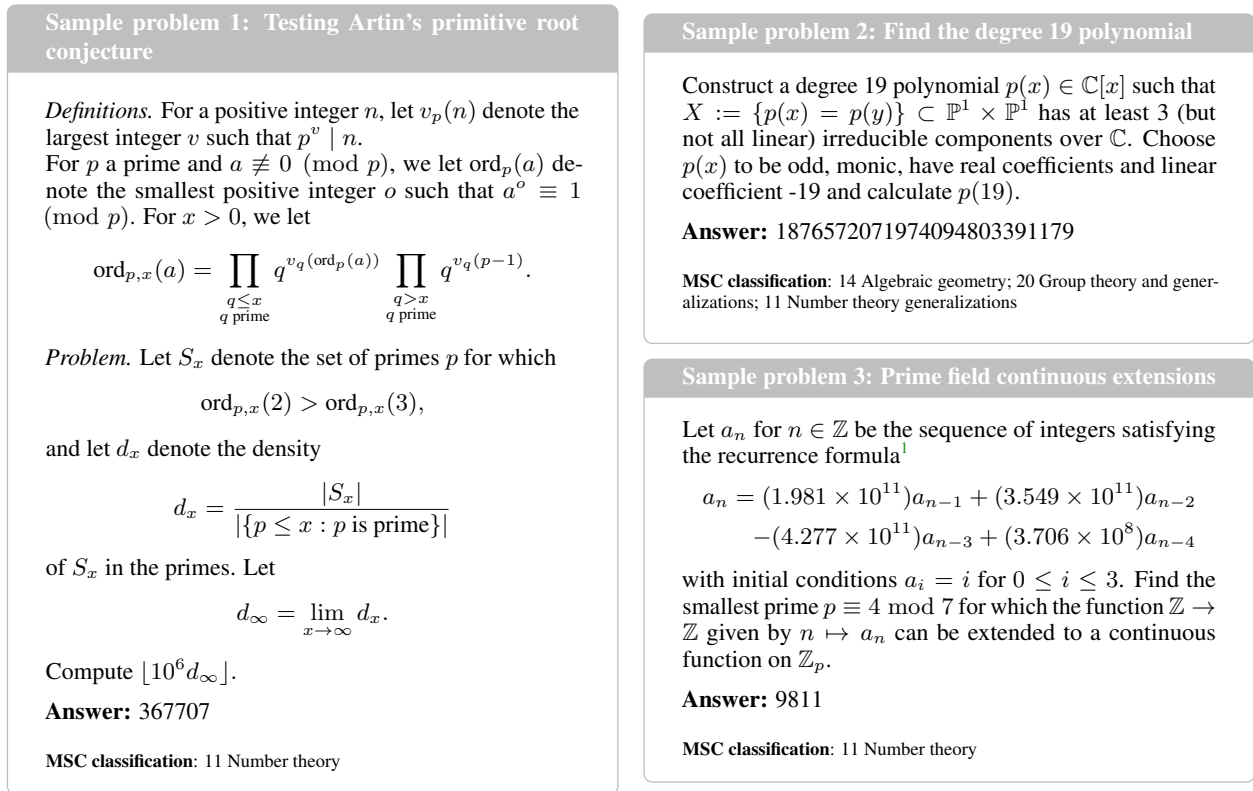 Sample problem 1: Testing Artin's primitive root
conjecture
Definitions. For a positive integer n, let v_p(n) denote the
largest integer v such that p^v | n.
For p a prime and a ≢ 0 (mod p), we let ord_p(a) de-
note the smallest positive integer o such that a^o ≡ 1
(mod p). For x > 0, we let
ord_{p,x}(a) = ∏_{q≤x, q prime} q^{v_q(ord_p(a))} ∏_{q>x, q prime} q^{v_q(p−1)}.
Problem. Let S_x denote the set of primes p for which
ord_{p,x}(2) > ord_{p,x}(3),
and let d_x denote the density
d_x = |S_x| / |{p ≤ x : p is prime}|
of S_x in the primes. Let
d_∞ = lim_{x→∞} d_x.
Compute ⌊10^6 d_∞⌋.
Answer: 367707
MSC classification: 11 Number theory
Sample problem 2: Find the degree 19 polynomial
Construct a degree 19 polynomial p(x) ∈ ℂ[x] such that
X := {p(x) = p(y)} ⊂ ℙ^1 × ℙ^1 has at least 3 (but
not all linear) irreducible components over ℂ. Choose
p(x) to be odd, monic, have real coefficients and linear
coefficient -19 and calculate p(19).
Answer: 1876572071974094803391179
MSC classification: 14 Algebraic geometry; 20 Group theory and gener-
alizations; 11 Number theory generalizations
Sample problem 3: Prime field continuous extensions
Let a_n for n ∈ ℤ be the sequence of integers satisfying
the recurrence formula^1
a_n = (1.981 × 10^11)a_{n−1} + (3.549 × 10^11)a_{n−2}
−(4.277 × 10^11)a_{n−3} + (3.706 × 10^8)a_{n−4}
with initial conditions a_i = i for 0 ≤ i ≤ 3. Find the
smallest prime p ≡ 4 mod 7 for which the function ℤ →
ℤ given by n ↦ a_n can be extended to a continuous
function on ℤ_p.
Answer: 9811
MSC classification: 11 Number theory